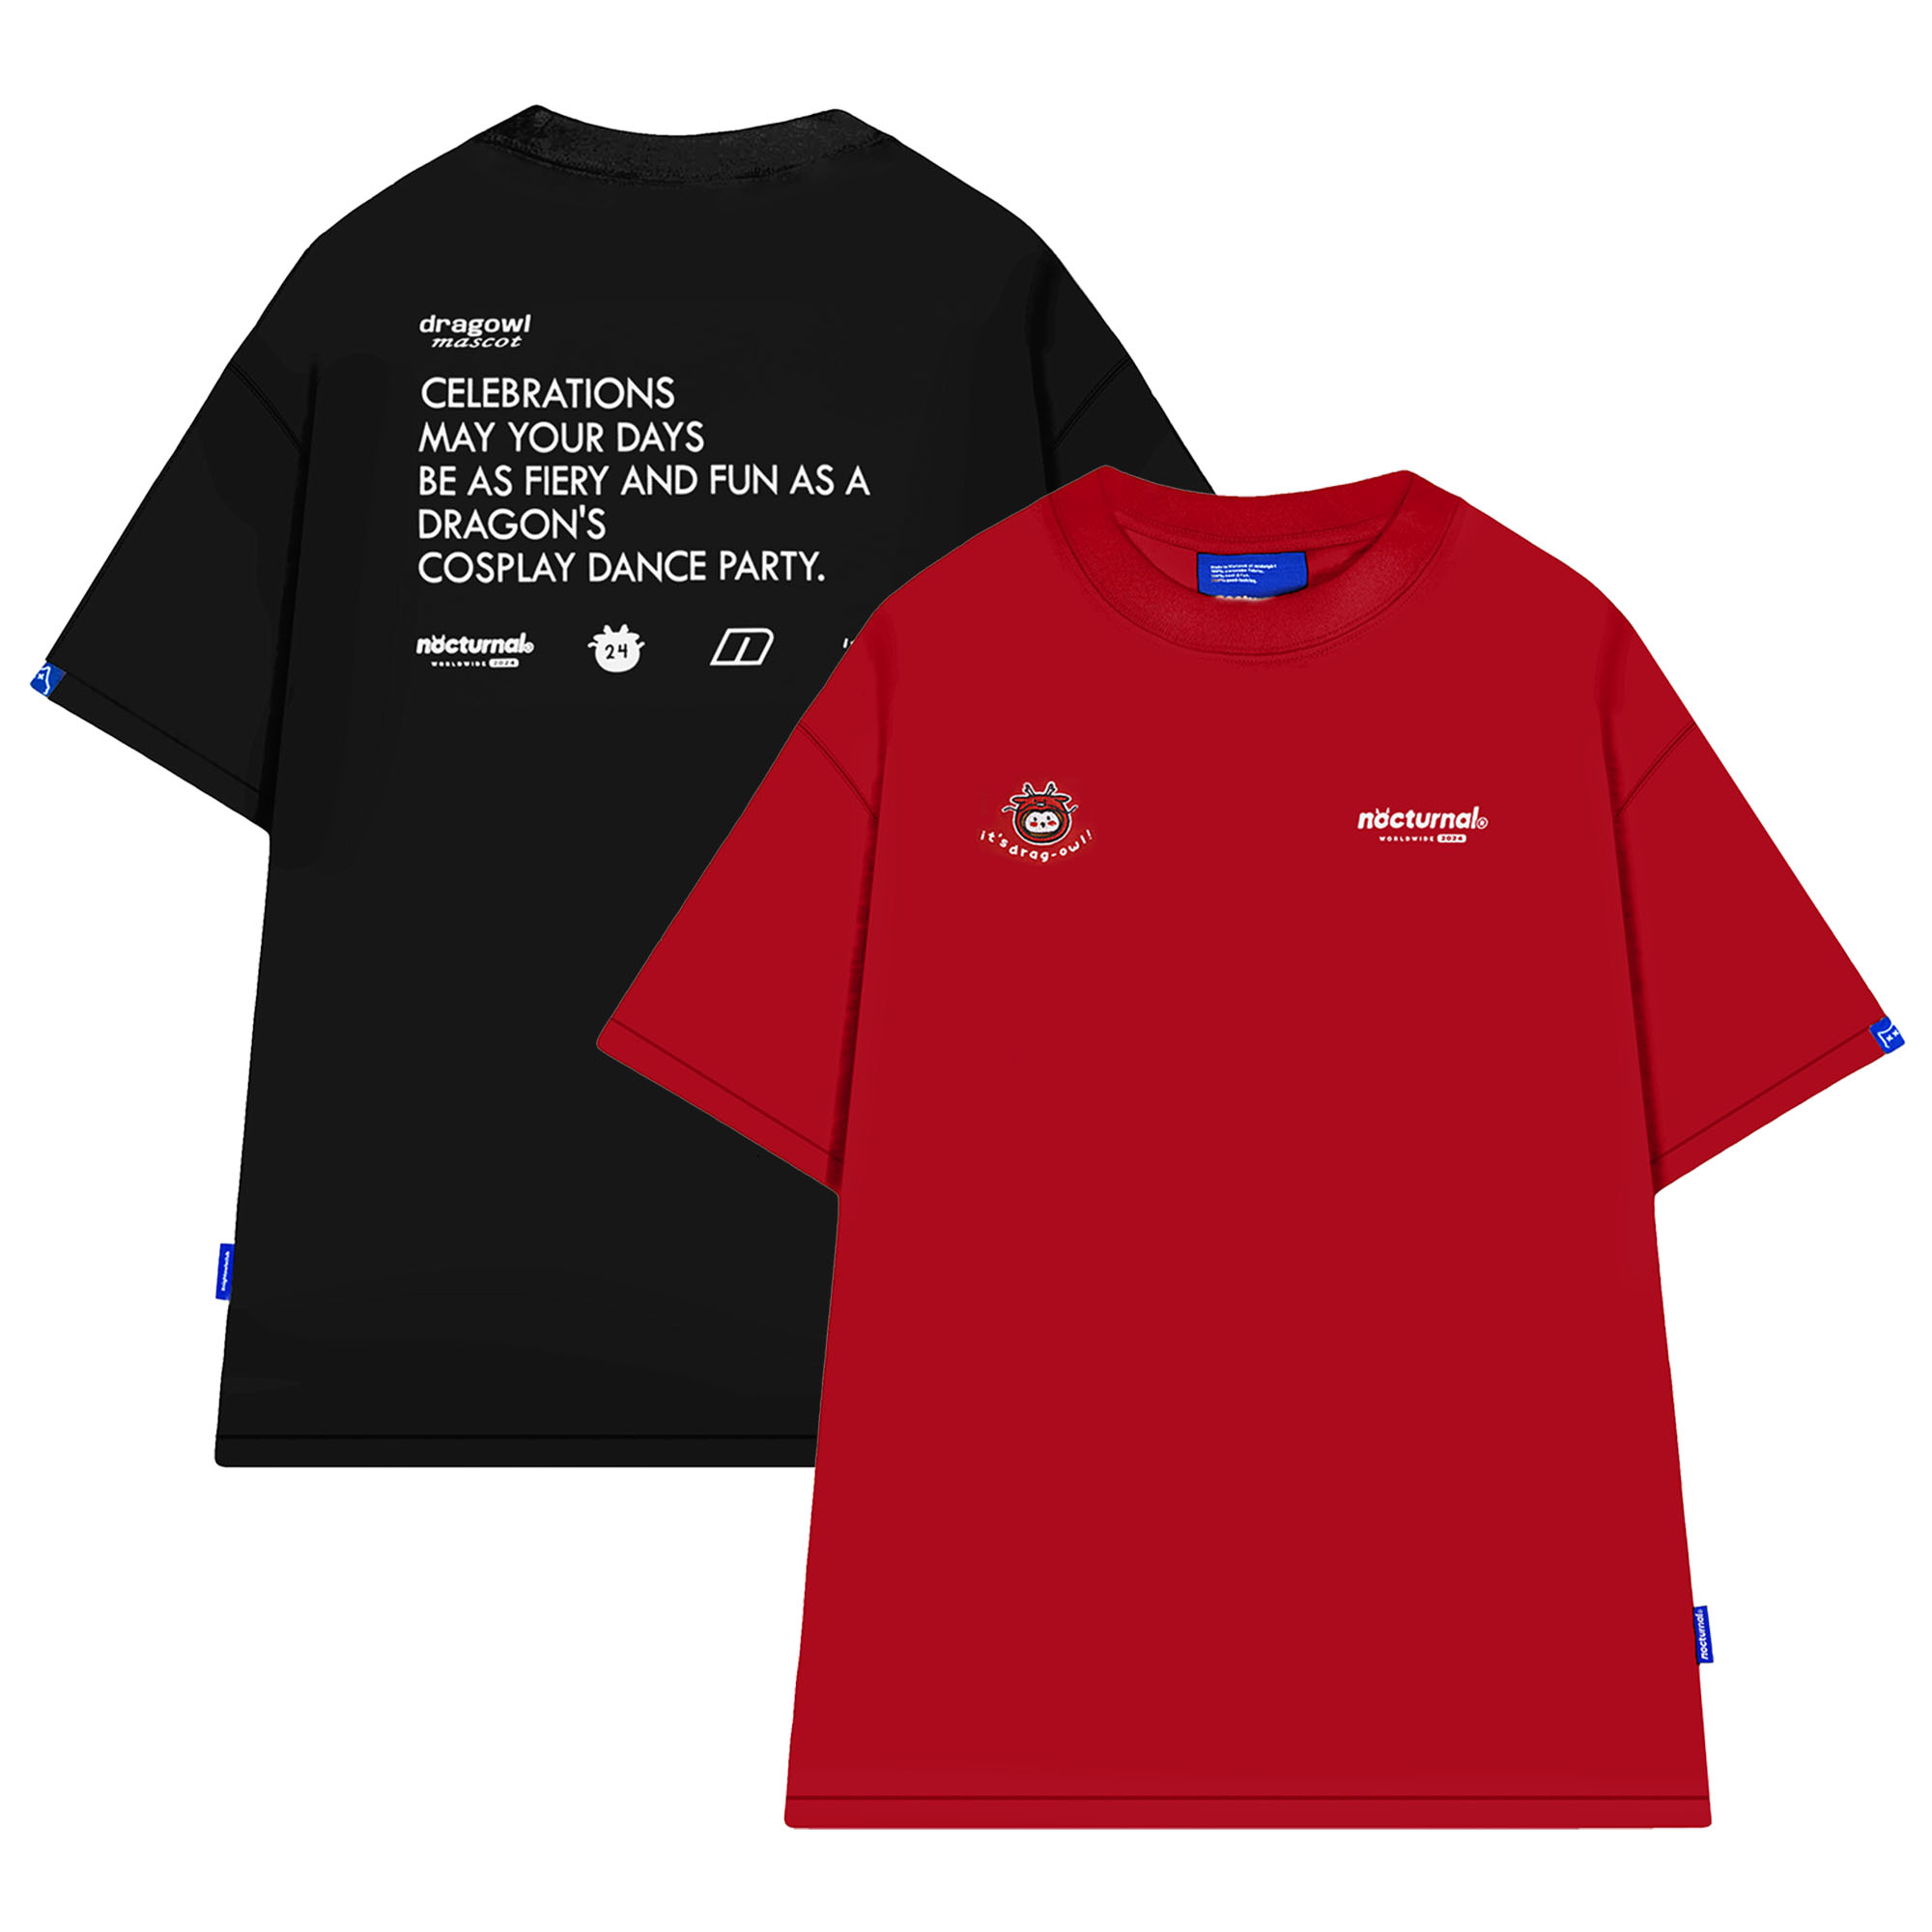 dragowl
mascot
CELEBRATIONS
MAY YOUR DAYS
BE AS FIERY AND FUN AS A
DRAGON'S
COSPLAY DANCE PARTY.
nocturnal®
WORLDWIDE 2024
24
n
it's drag-owl!
nocturnal®
WORLDWIDE 2024
nocturnal®